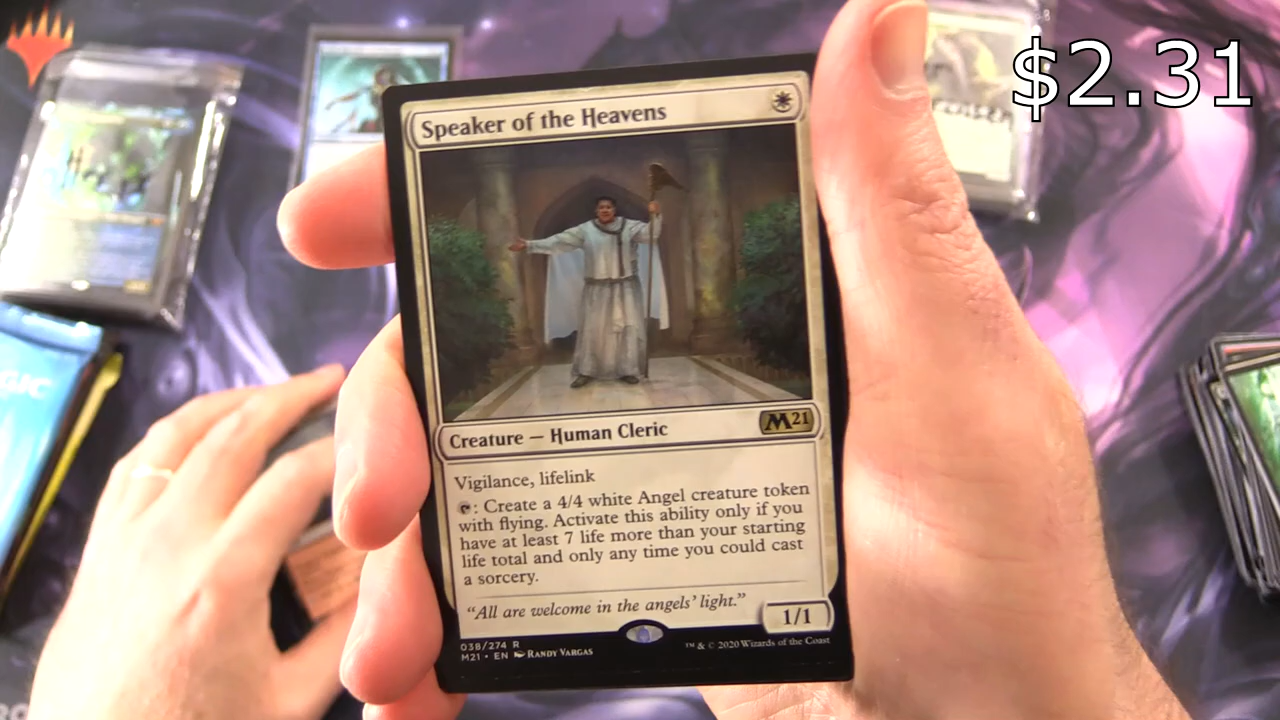 $2.31
Speaker of the Heavens
Creature — Human Cleric
M21
Vigilance, lifelink
: Create a 4/4 white Angel creature token
with flying. Activate this ability only if you
have at least 7 life more than your starting
life total and only any time you could cast
a sorcery.
“All are welcome in the angels’ light.”
1/1
038/274 R
M21 • EN RANDY VARGAS
™ & © 2020 Wizards of the Coast
GIC